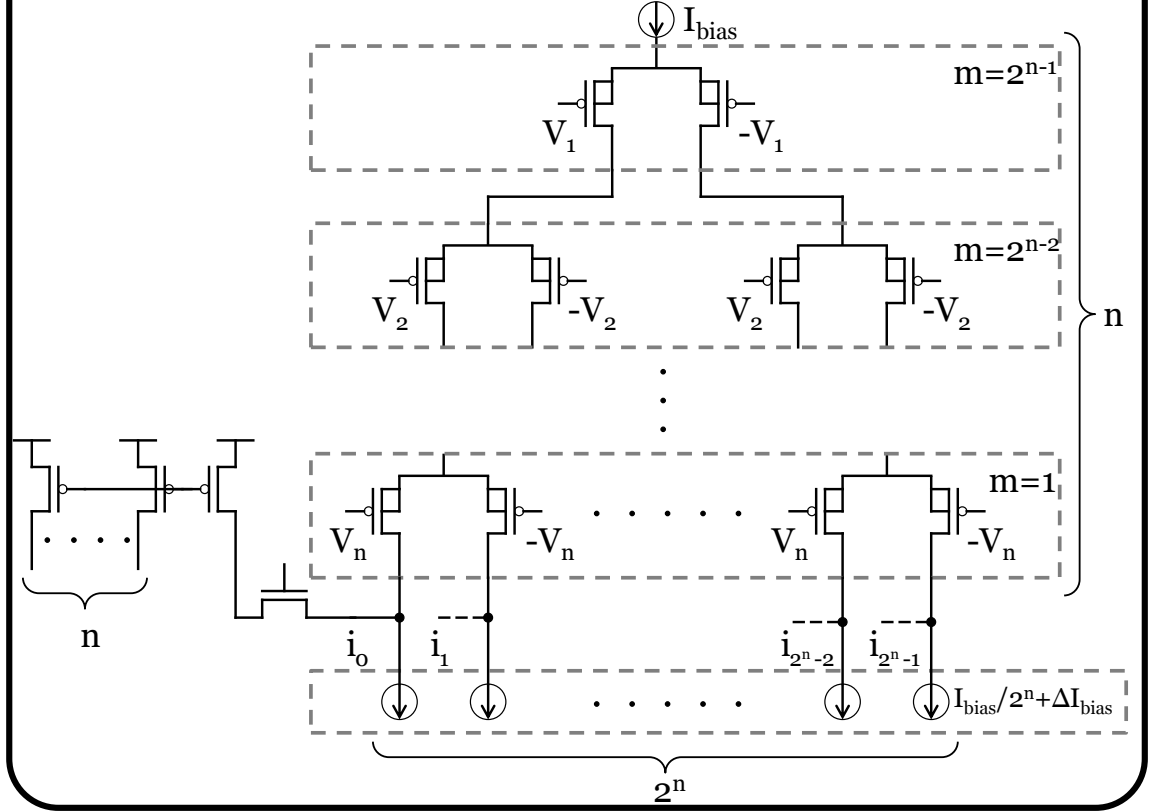 I_bias
m=2^{n-1}
V_1 -V_1
m=2^{n-2}
V_2 -V_2 V_2 -V_2
n
m=1
V_n -V_n V_n -V_n
n
i_0 i_1 i_{2^n-2} i_{2^n-1}
I_bias/2^n+ΔI_bias
2^n